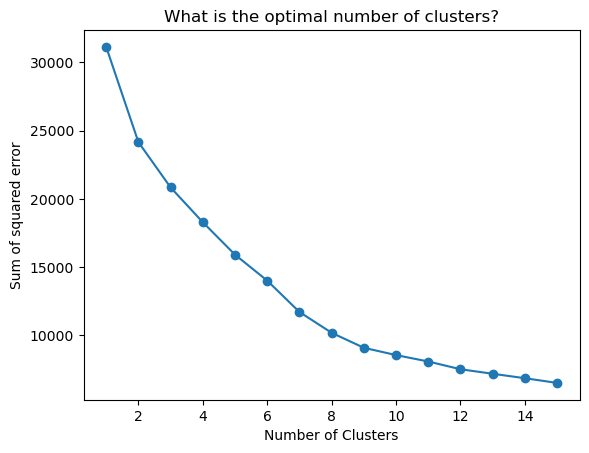 What is the optimal number of clusters?
30000
25000
20000
15000
10000
Sum of squared error
2 4 6 8 10 12 14
Number of Clusters